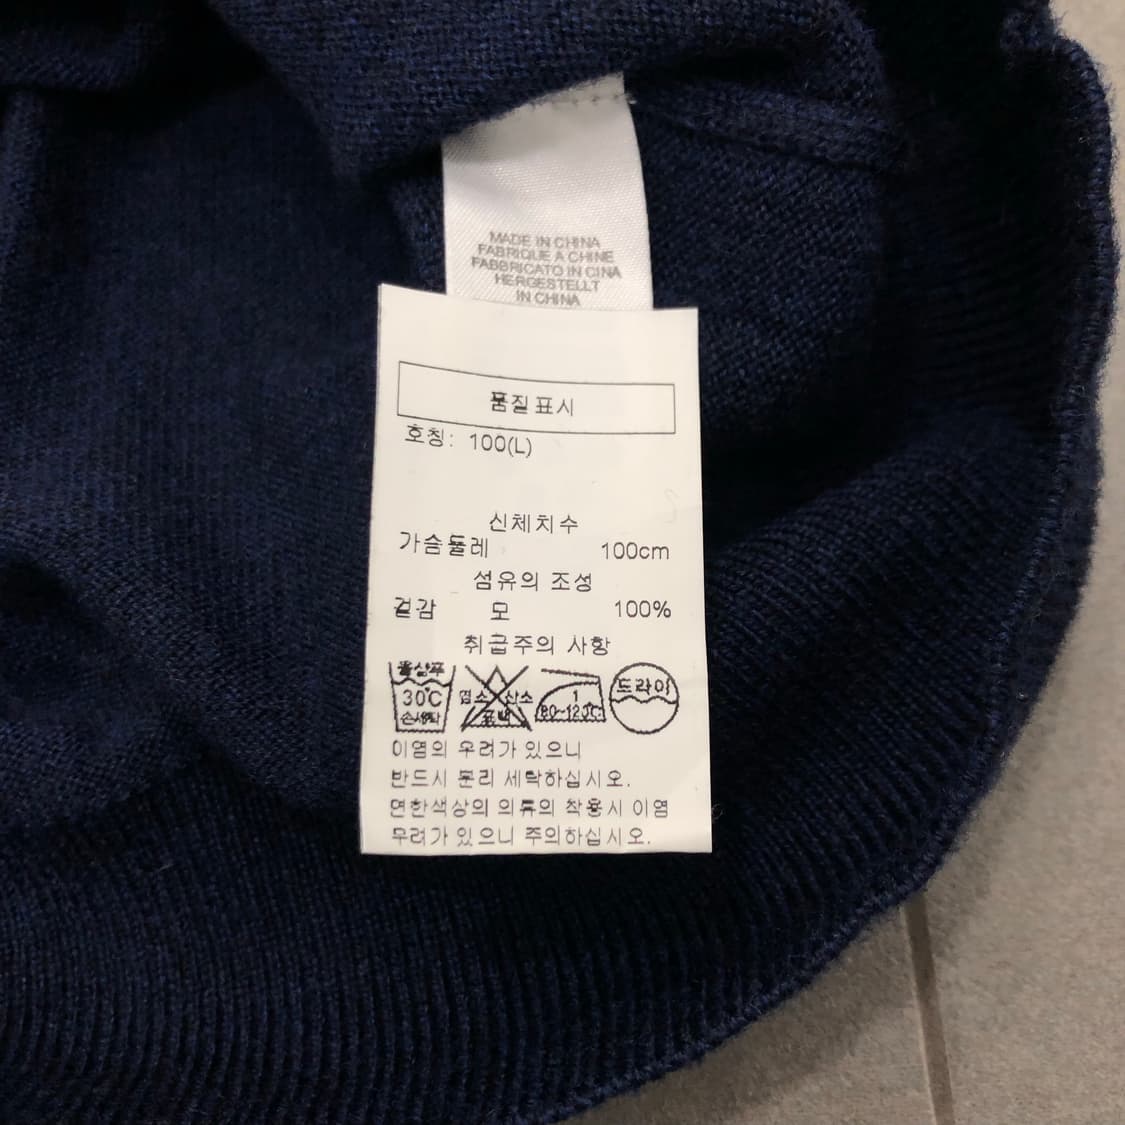 MADE IN CHINA
FABRIQUE A CHINE
FABBRICATO IN CINA
HERGESTELLT
IN CHINA
품질표시
호칭: 100(L)
신체치수
가슴둘레 100cm
섬유의 조성
겉감 모 100%
취급주의 사항
울샴푸
30°C
손세탁
염소 산소
표백
1
80~120°C
드라이
이염의 우려가 있으니
반드시 분리 세탁하십시오.
연한색상의 의류의 착용시 이염
우려가 있으니 주의하십시오.